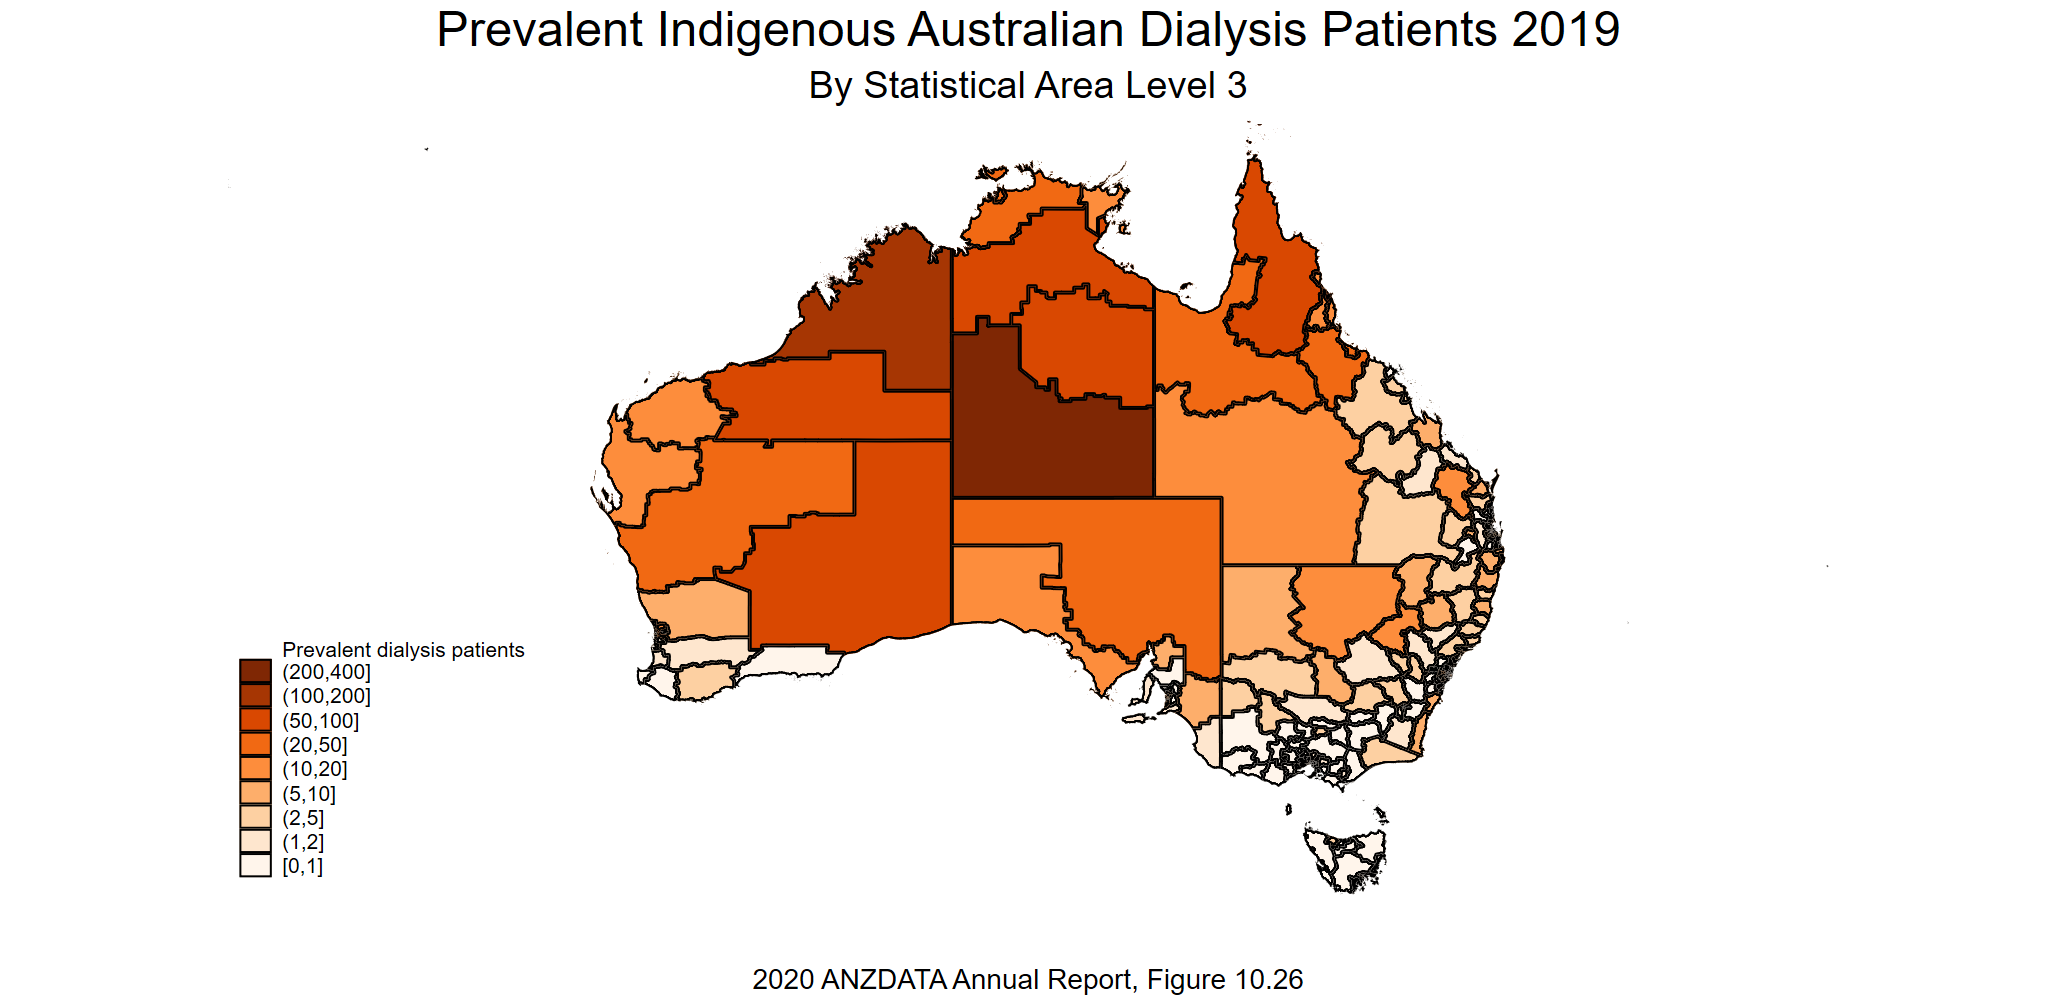 Prevalent Indigenous Australian Dialysis Patients 2019
By Statistical Area Level 3
Prevalent dialysis patients
(200,400]
(100,200]
(50,100]
(20,50]
(10,20]
(5,10]
(2,5]
(1,2]
[0,1]
2020 ANZDATA Annual Report, Figure 10.26